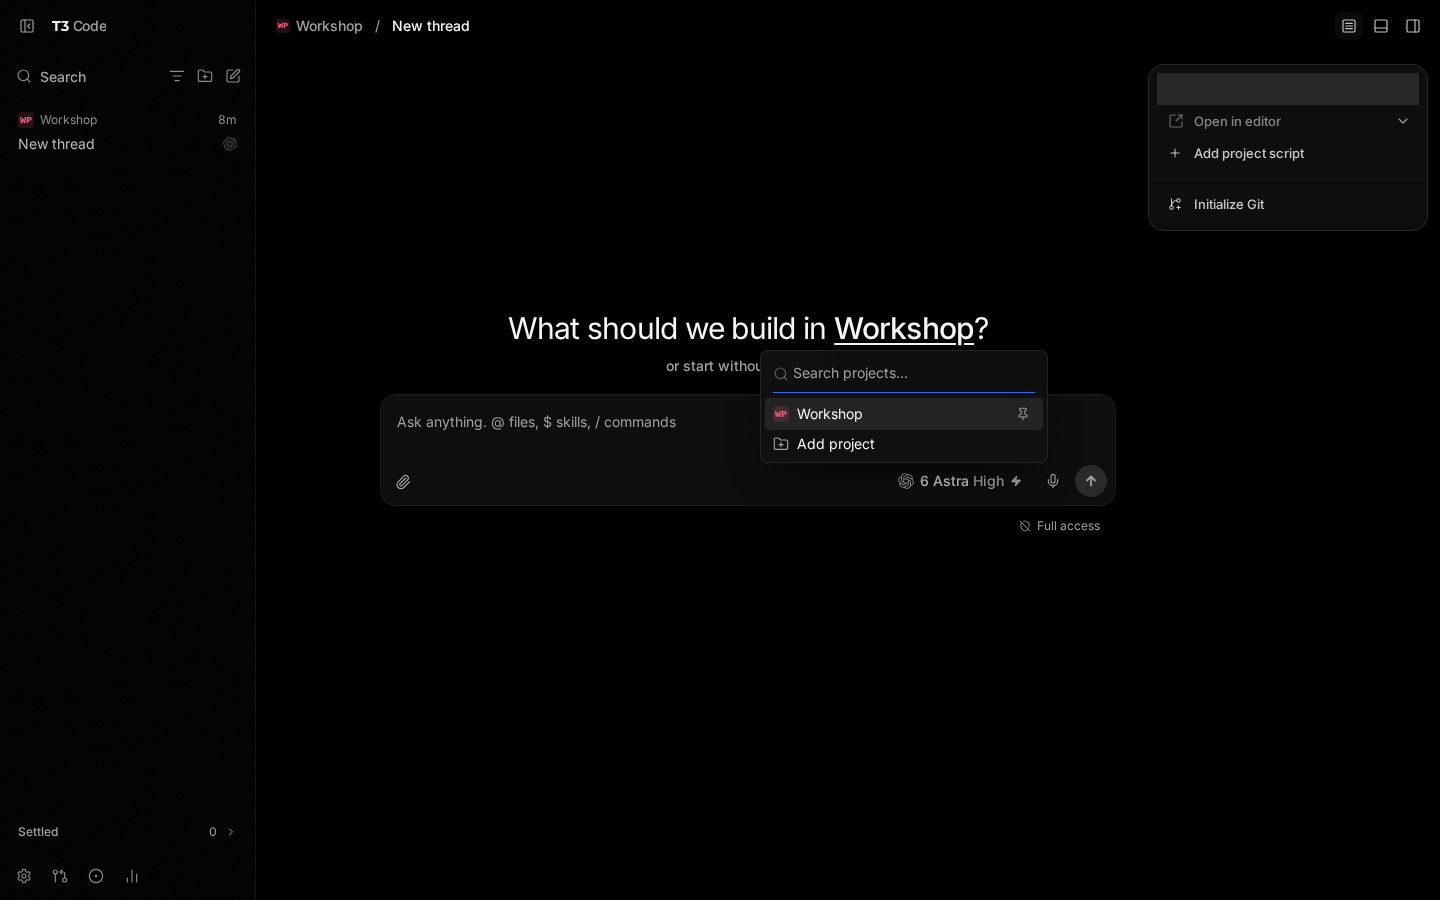 T3 Code
WP Workshop / New thread
Search
WP Workshop 8m
New thread
Open in editor
Add project script
Initialize Git
What should we build in Workshop?
or start withou
Search projects...
WP Workshop
Add project
Ask anything. @ files, $ skills, / commands
6 Astra High
Full access
Settled 0